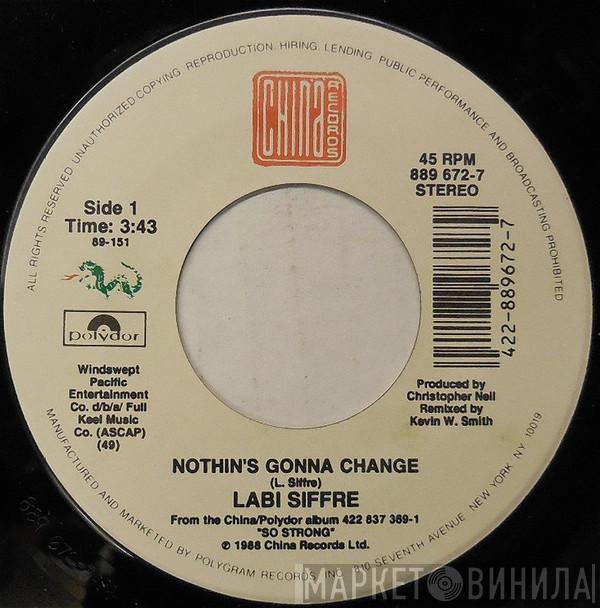 ALL RIGHTS RESERVED UNAUTHORIZED COPYING REPRODUCTION HIRING LENDING PUBLIC PERFORMANCE AND BROADCASTING PROHIBITED
CHINA
RECORDS
45 RPM
889 672-7
STEREO
Side 1
Time: 3:43
89-151
422-889672-7
polydor
Windswept
Pacific
Entertainment
Co. d/b/a/ Full
Keel Music
Co. (ASCAP)
(49)
Produced by
Christopher Neil
Remixed by
Kevin W. Smith
NOTHIN'S GONNA CHANGE
(L. Siffre)
LABI SIFFRE
From the China/Polydor album 422 837 369-1
"SO STRONG"
℗ 1988 China Records Ltd.
MANUFACTURED AND MARKETED BY POLYGRAM RECORDS, INC. 810 SEVENTH AVENUE NEW YORK NY 10019
МАРКЕТ ВИНИЛА